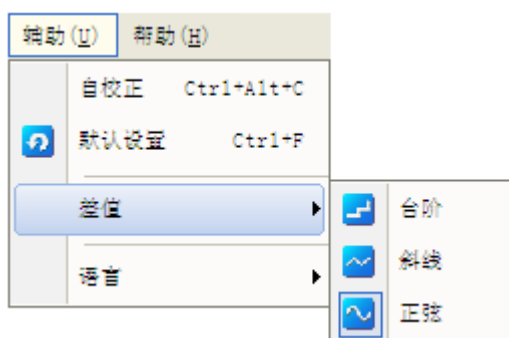 辅助(U) 帮助(H)
自校正 Ctrl+Alt+C
默认设置 Ctrl+F
差值
台阶
斜线
语言
正弦